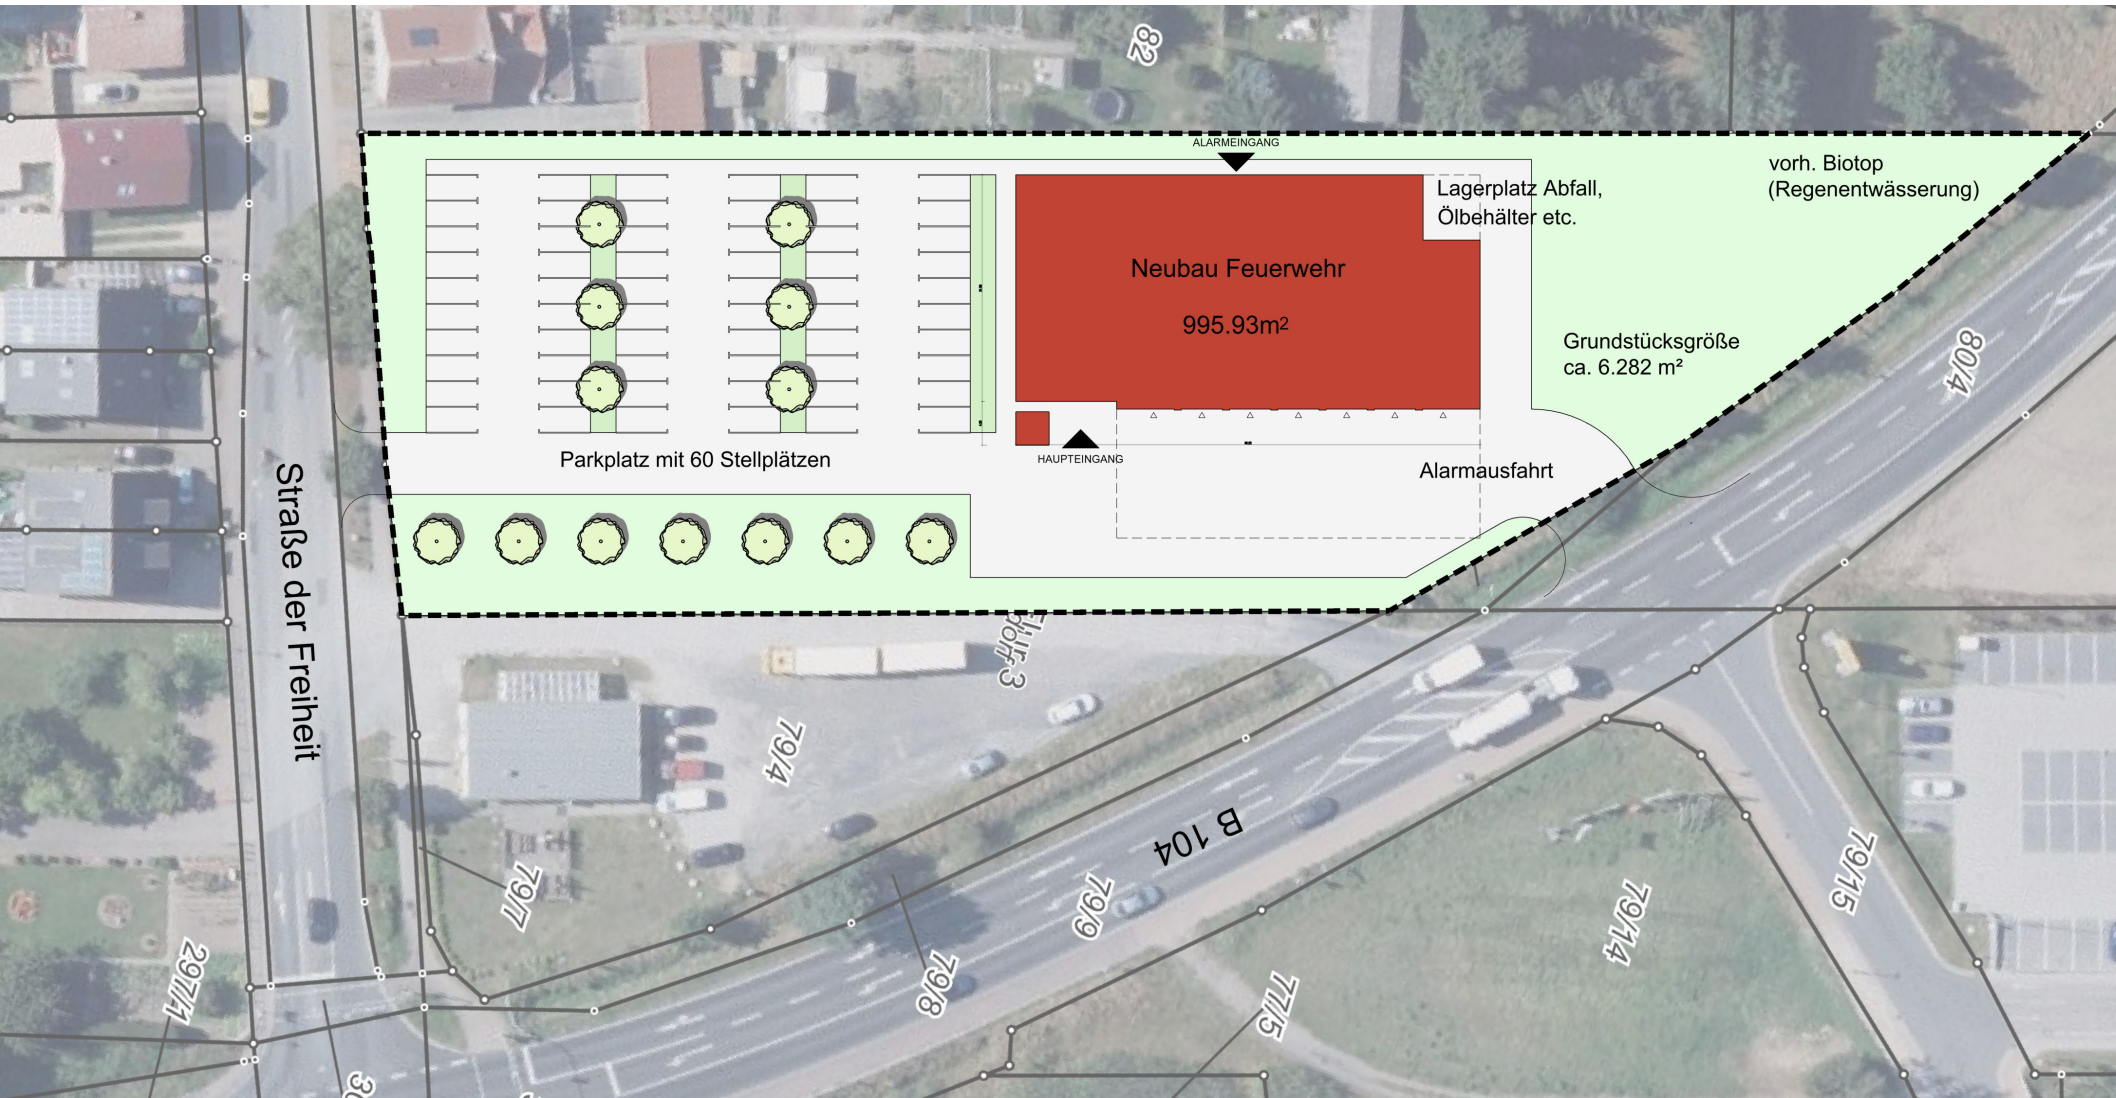 82
ALARMEINGANG
vorh. Biotop
(Regenentwässerung)
Lagerplatz Abfall,
Ölbehälter etc.
Neubau Feuerwehr
995.93m²
Grundstücksgröße
ca. 6.282 m²
80/4
Parkplatz mit 60 Stellplätzen
HAUPTEINGANG
Alarmausfahrt
Straße der Freiheit
3
79/4
B 104
79/7
79/9
79/15
79/14
297/1
79/8
77/5